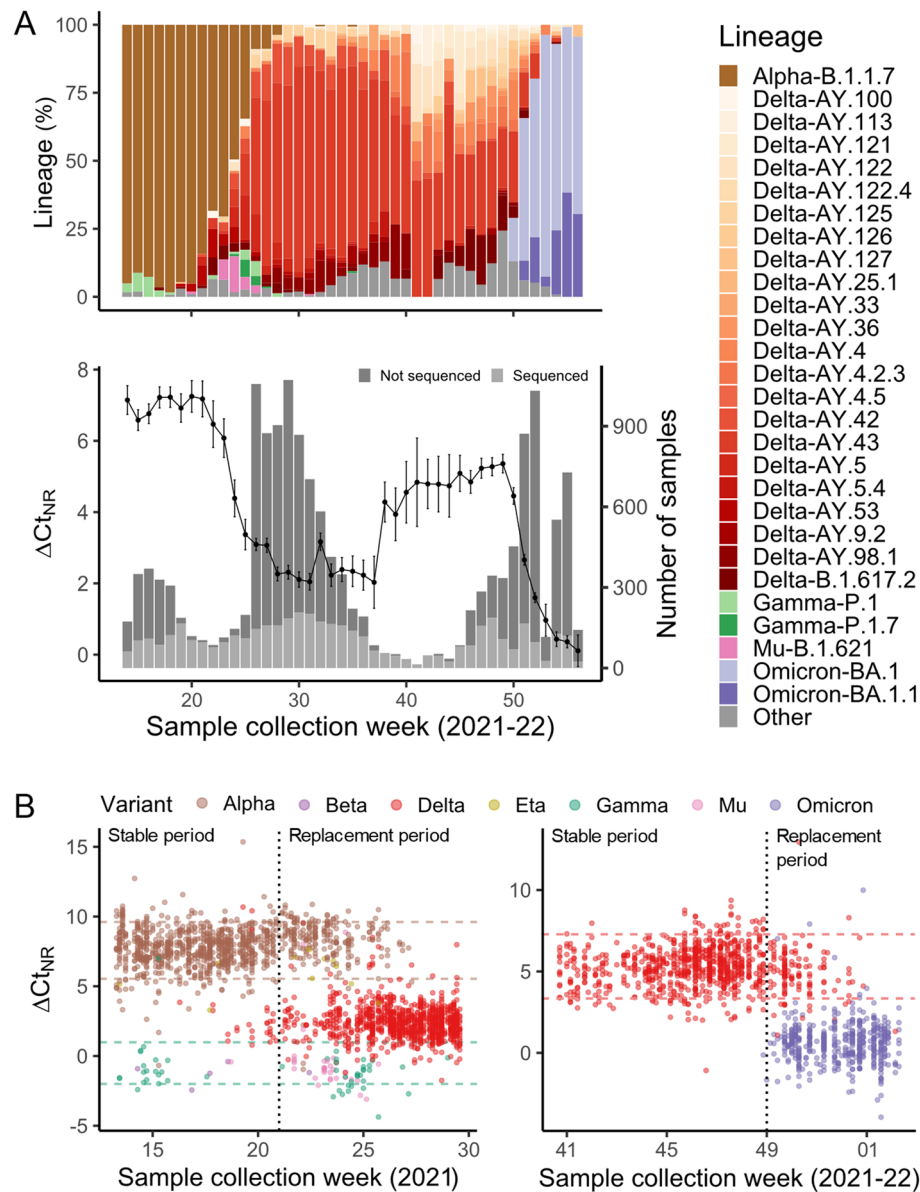 A
Lineage (%)
100
75
50
25
0
20
30
40
50
Lineage
Alpha-B.1.1.7
Delta-AY.100
Delta-AY.113
Delta-AY.121
Delta-AY.122
Delta-AY.122.4
Delta-AY.125
Delta-AY.126
Delta-AY.127
Delta-AY.25.1
Delta-AY.33
Delta-AY.36
Delta-AY.4
Delta-AY.4.2.3
Delta-AY.4.5
Delta-AY.42
Delta-AY.43
Delta-AY.5
Delta-AY.5.4
Delta-AY.53
Delta-AY.9.2
Delta-AY.98.1
Delta-B.1.617.2
Gamma-P.1
Gamma-P.1.7
Mu-B.1.621
Omicron-BA.1
Omicron-BA.1.1
Other
Not sequenced Sequenced
ΔCtNR
8
6
4
2
0
Number of samples
900
600
300
0
Sample collection week (2021-22)
B
Variant Alpha Beta Delta Eta Gamma Mu Omicron
Stable period Replacement period
ΔCtNR
15
10
5
0
-5
15 20 25 30
Sample collection week (2021)
Stable period Replacement
period
10
5
0
41 45 49 01
Sample collection week (2021-22)